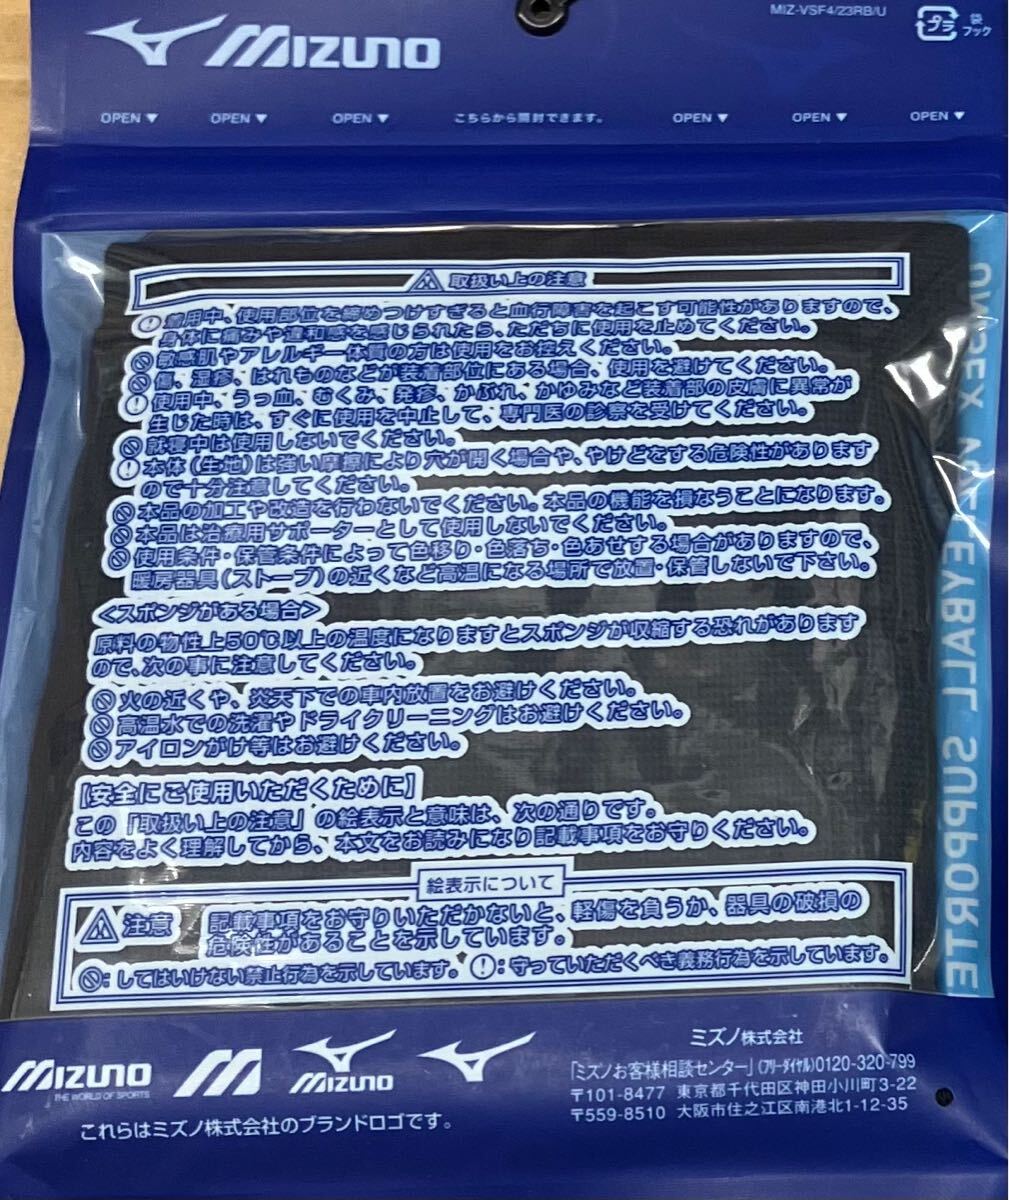 MIZUNO
MIZ-VSF4/23RB/U
プラ
袋
フック
OPEN▼ OPEN▼ OPEN▼ こちらから開封できます。 OPEN▼ OPEN▼ OPEN▼
取扱い上の注意
着用中、使用部位を締めつけすぎると血行障害を起こす可能性がありますので、
身体に痛みや違和感を感じられたら、ただちに使用を止めてください。
敏感肌やアレルギー体質の方は使用をお控えください。
傷、湿疹、はれものなどが装着部位にある場合、使用を避けてください。
使用中、うっ血、むくみ、発疹、かぶれ、かゆみなど装着部の皮膚に異常が
生じた時は、すぐに使用を中止して、専門医の診察を受けてください。
就寝中は使用しないでください。
本体(生地)は強い摩擦により穴が開く場合や、やけどをする危険性があります
ので十分注意してください。
本品の加工や改造を行わないでください。本品の機能を損なうことになります。
本品は治療用サポーターとして使用しないでください。
使用条件・保管条件によって色移り・色落ち・色あせする場合がありますので、
暖房器具(ストーブ)の近くなど高温になる場所で放置・保管しないで下さい。
<スポンジがある場合>
原料の物性上50℃以上の温度になりますとスポンジが収縮する恐れがあります
ので、次の事に注意してください。
火の近くや、炎天下での車内放置をお避けください。
高温水での洗濯やドライクリーニングはお避けください。
アイロンがけ等はお避けください。
【安全にご使用いただくために】
この「取扱い上の注意」の絵表示と意味は、次の通りです。
内容をよく理解してから、本文をお読みになり記載事項をお守りください。
絵表示について
注意 記載事項をお守りいただかないと、軽傷を負うか、器具の破損の
危険性があることを示しています。
:してはいけない禁止行為を示しています。 :守っていただくべき義務行為を示しています。
UNISEX VOLLEYBALL SUPPORTER
MIZUNO
THE WORLD OF SPORTS
MIZUNO
これらはミズノ株式会社のブランドロゴです。
ミズノ株式会社
「ミズノお客様相談センター」(フリーダイヤル)0120-320-799
〒101-8477 東京都千代田区神田小川町3-22
〒559-8510 大阪市住之江区南港北1-12-35